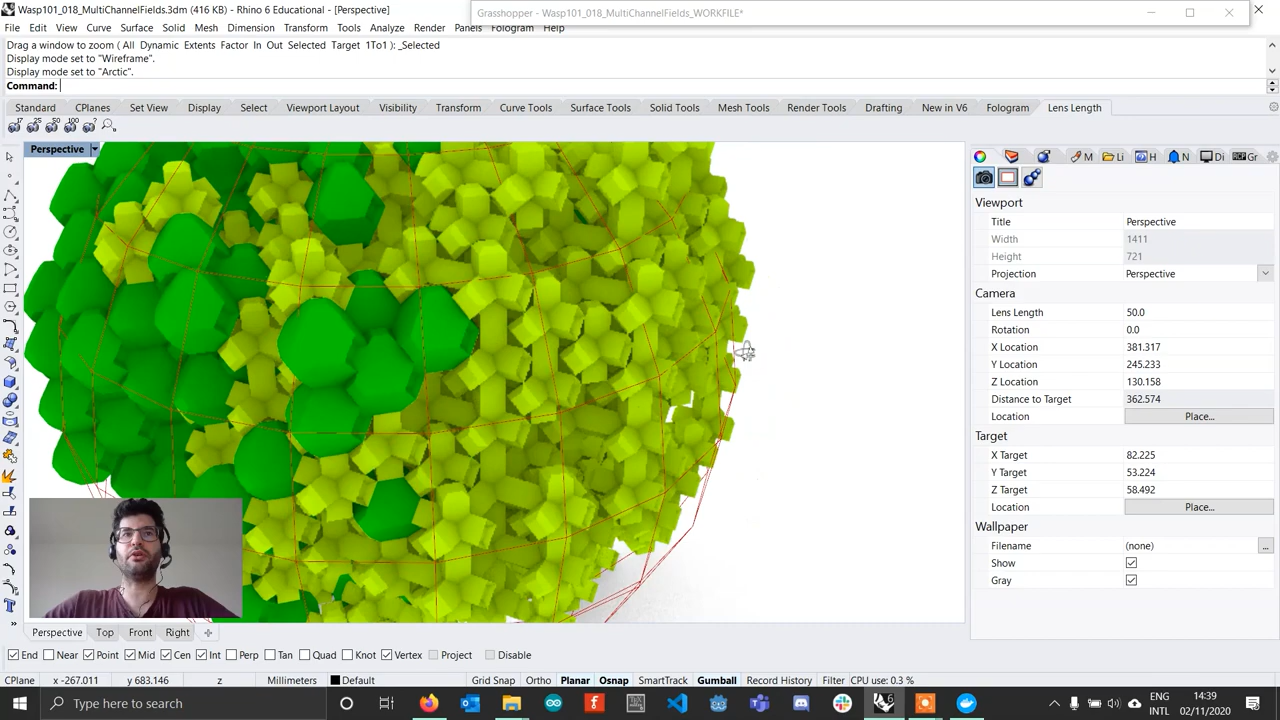 Wasp101_018_MultiChannelFields.3dm (416 KB) - Rhino 6 Educational - [Perspective]
Grasshopper - Wasp101_018_MultiChannelFields_WORKFILE*
File Edit View Curve Surface Solid Mesh Dimension Transform Tools Analyze Render Panels Fologram Help
Drag a window to zoom ( All Dynamic Extents Factor In Out Selected Target 1To1 ): _Selected
Display mode set to "Wireframe".
Display mode set to "Arctic".
Command:
Standard CPlanes Set View Display Select Viewport Layout Visibility Transform Curve Tools Surface Tools Solid Tools Mesh Tools Render Tools Drafting New in V6 Fologram Lens Length
17 25 50 100 ?
Perspective
M Li H N Di Gr
Viewport
Title Perspective
Width 1411
Height 721
Projection Perspective
Camera
Lens Length 50.0
Rotation 0.0
X Location 381.317
Y Location 245.233
Z Location 130.158
Distance to Target 362.574
Location Place...
Target
X Target 82.225
Y Target 53.224
Z Target 58.492
Location Place...
Wallpaper
Filename (none) ...
Show
Gray
Perspective Top Front Right
End Near Point Mid Cen Int Perp Tan Quad Knot Vertex Project Disable
CPlane x -267.011 y 683.146 z Millimeters Default Grid Snap Ortho Planar Osnap SmartTrack Gumball Record History Filter CPU use: 0.3 %
Type here to search
ENG
INTL
14:39
02/11/2020